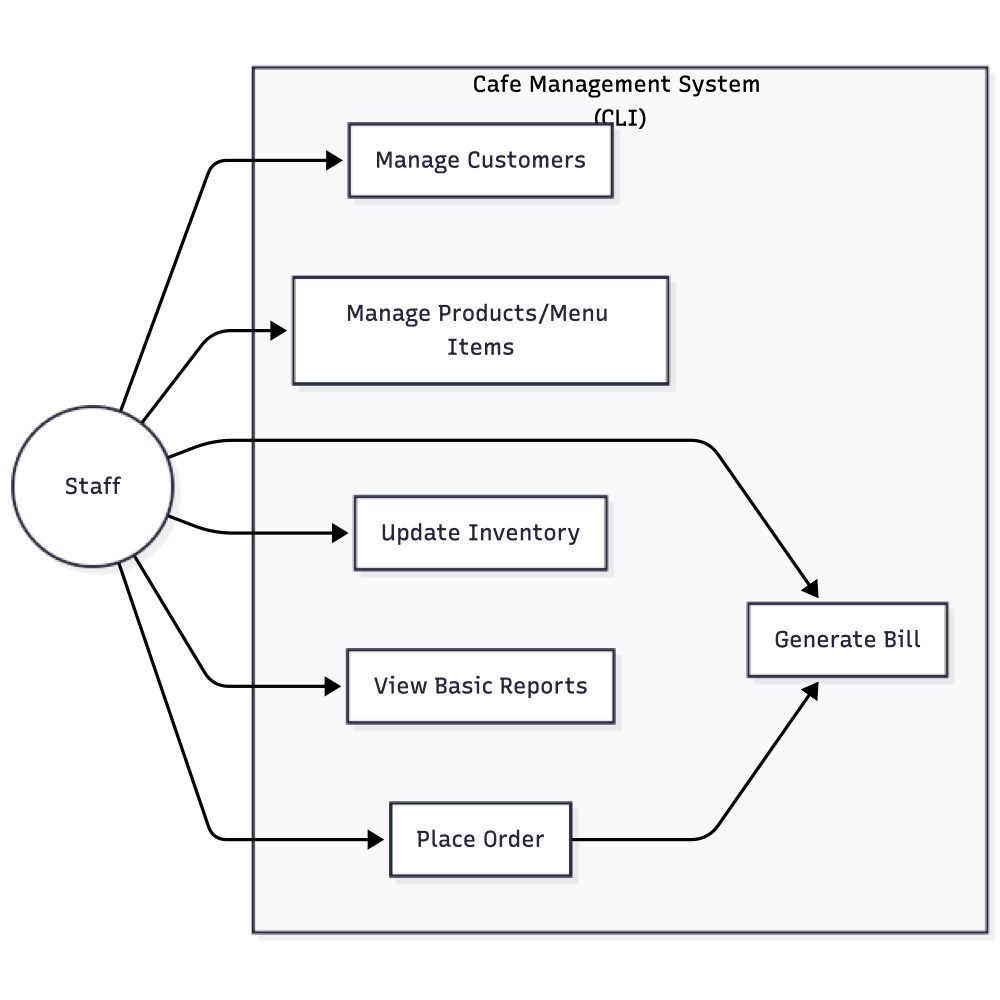 Cafe Management System
(CLI)
Manage Customers
Manage Products/Menu
Items
Staff
Update Inventory
Generate Bill
View Basic Reports
Place Order